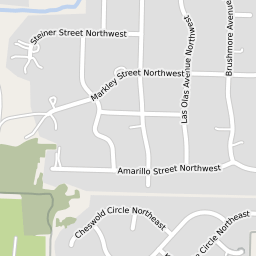 Steiner Street Northwest
Brushmore Avenue
Markley Street Northwest
Las Olas Avenue Northwest
Amarillo Street Northwest
Cheswold Circle Northeast
Circle Northeast